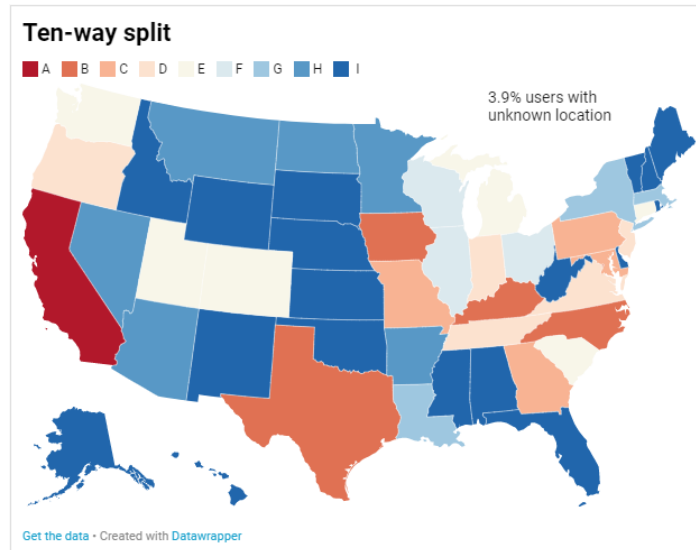 Ten-way split
A B C D E F G H I
3.9% users with
unknown location
Get the data • Created with Datawrapper